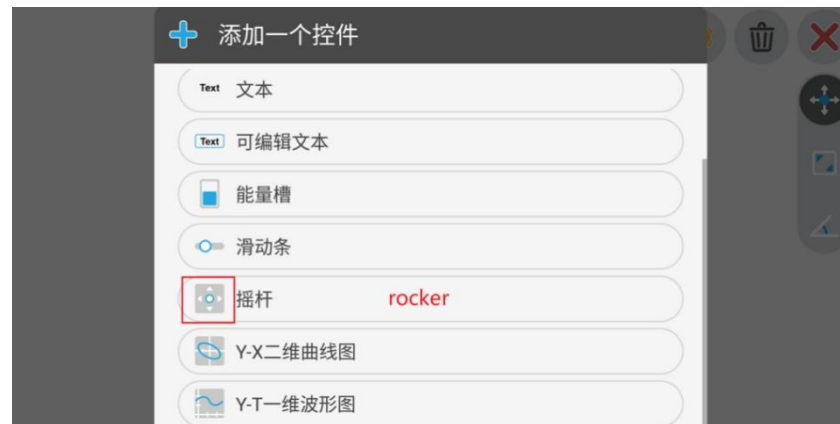 添加一个控件
Text 文本
Text 可编辑文本
能量槽
滑动条
摇杆 rocker
Y-X二维曲线图
Y-T一维波形图